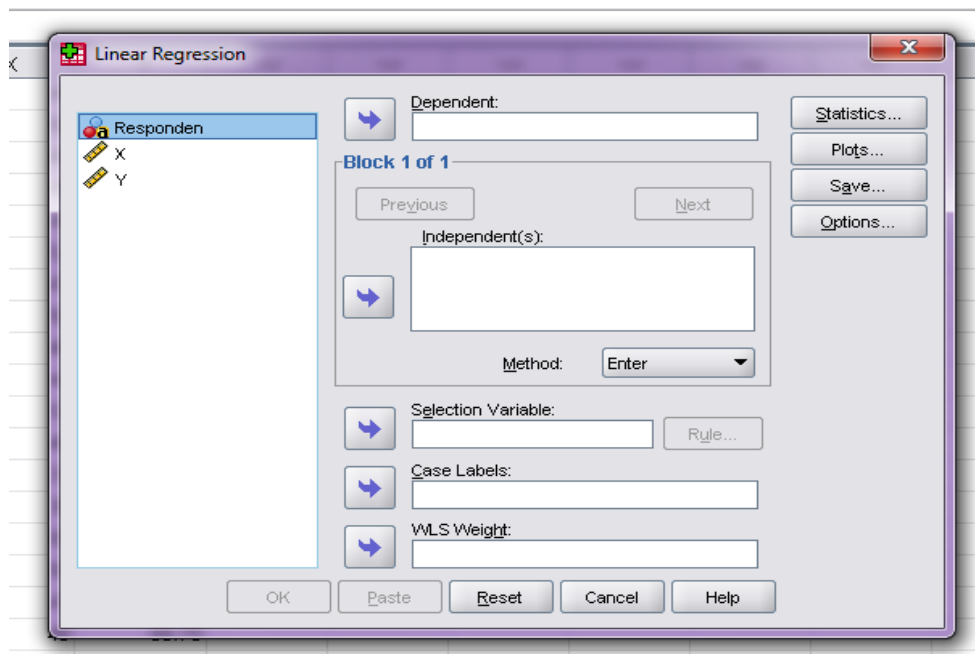 Linear Regression
X
Responden
X
Y
Dependent:
Block 1 of 1
Previous
Next
Independent(s):
Method:
Enter
Selection Variable:
Rule...
Case Labels:
WLS Weight:
Statistics...
Plots...
Save...
Options...
OK
Paste
Reset
Cancel
Help